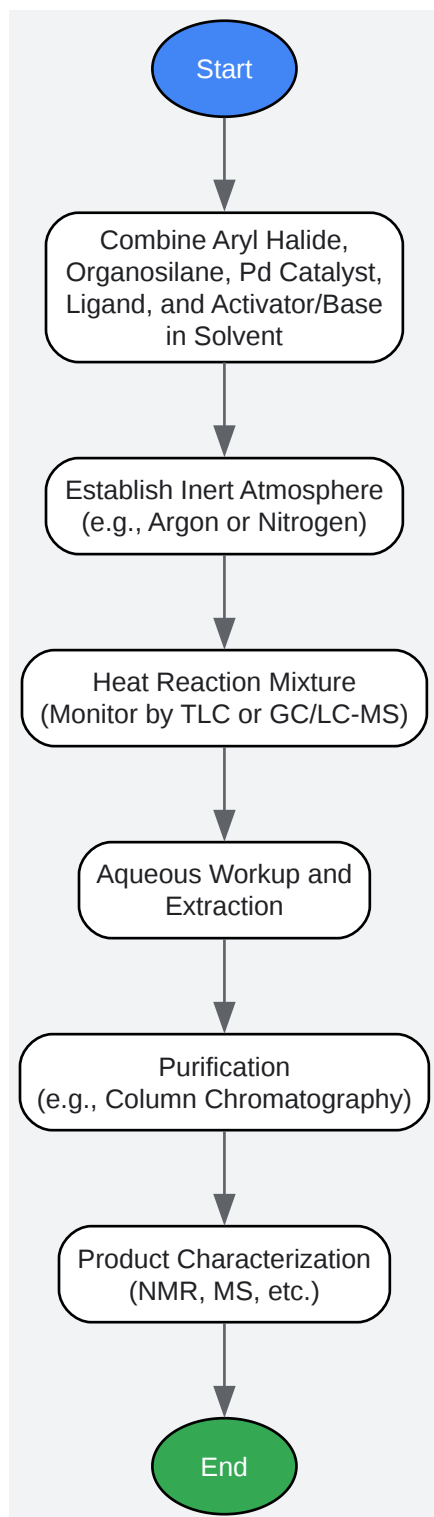 Start
Combine Aryl Halide,
Organosilane, Pd Catalyst,
Ligand, and Activator/Base
in Solvent
Establish Inert Atmosphere
(e.g., Argon or Nitrogen)
Heat Reaction Mixture
(Monitor by TLC or GC/LC-MS)
Aqueous Workup and
Extraction
Purification
(e.g., Column Chromatography)
Product Characterization
(NMR, MS, etc.)
End